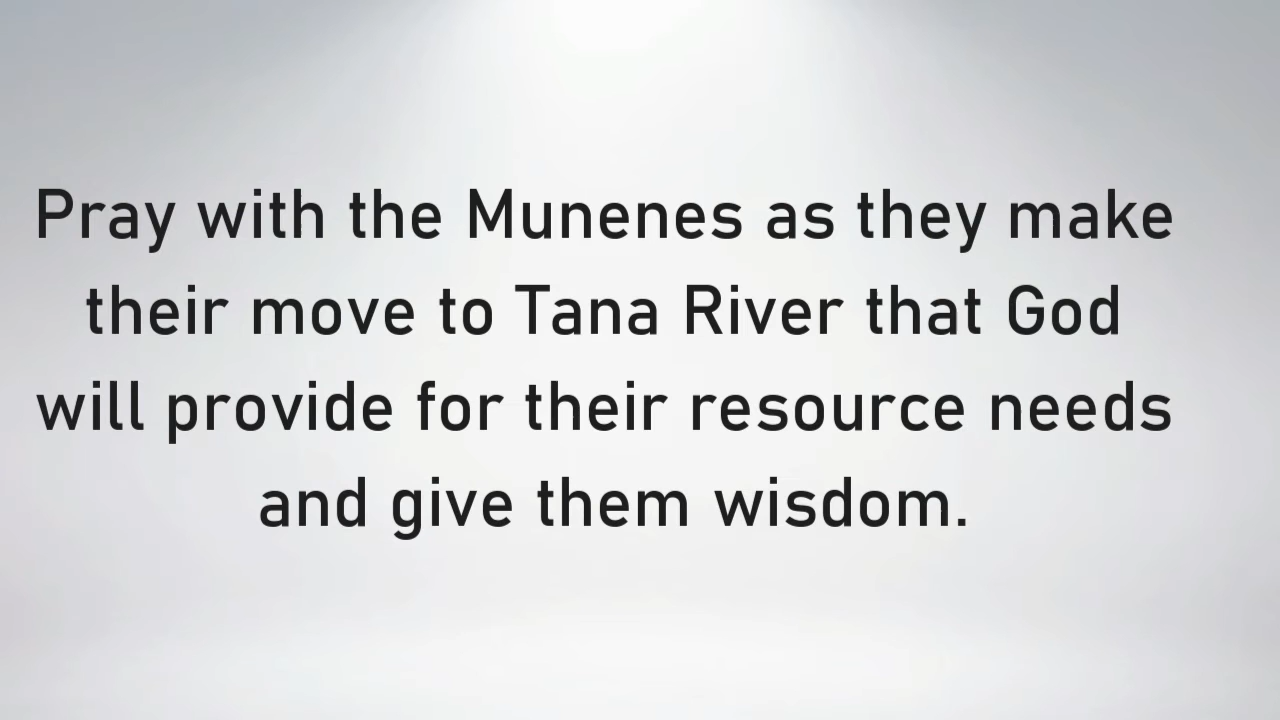 Pray with the Munenes as they make
their move to Tana River that God
will provide for their resource needs
and give them wisdom.